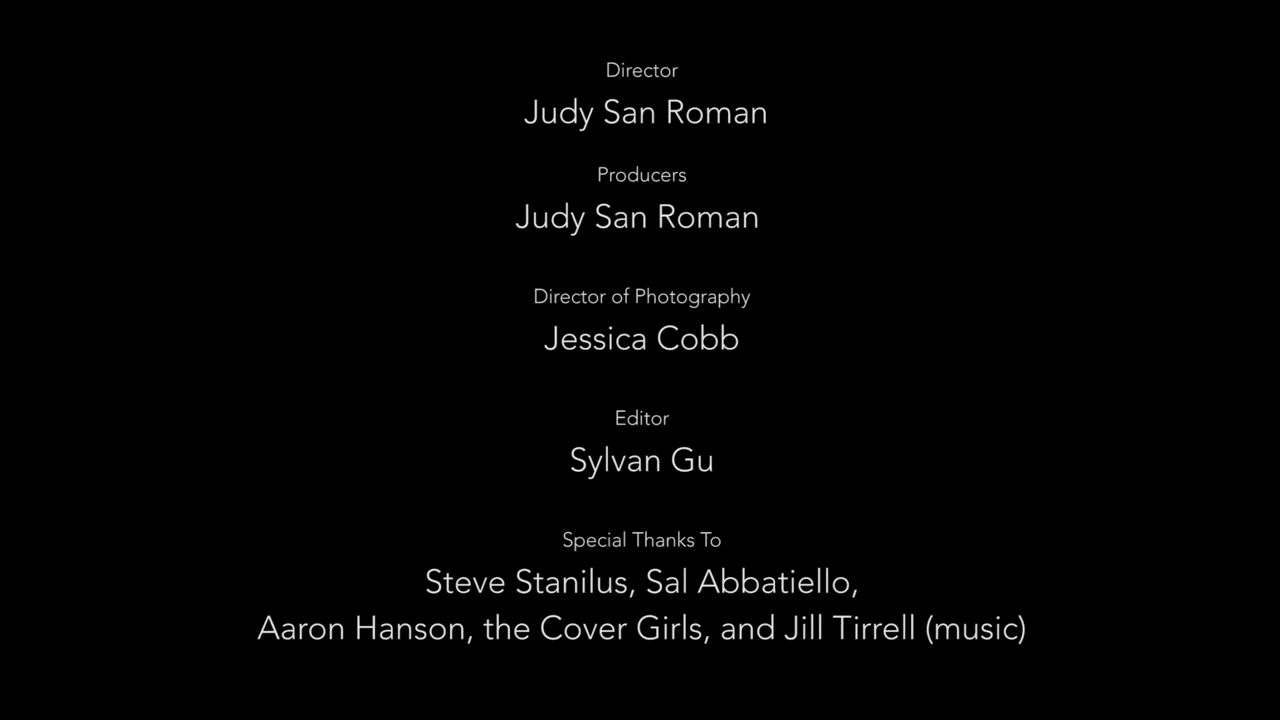 Director
Judy San Roman
Producers
Judy San Roman
Director of Photography
Jessica Cobb
Editor
Sylvan Gu
Special Thanks To
Steve Stanilus, Sal Abbatiello,
Aaron Hanson, the Cover Girls, and Jill Tirrell (music)